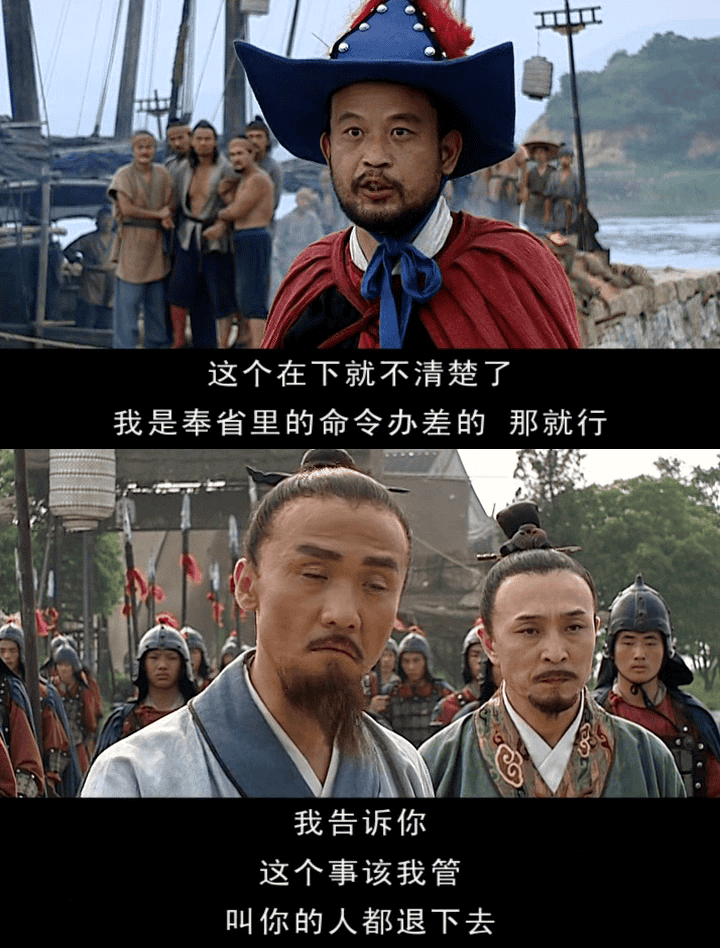 这个在下就不清楚了
我是奉省里的命令办差的 那就行
我告诉你
这个事该我管
叫你的人都退下去